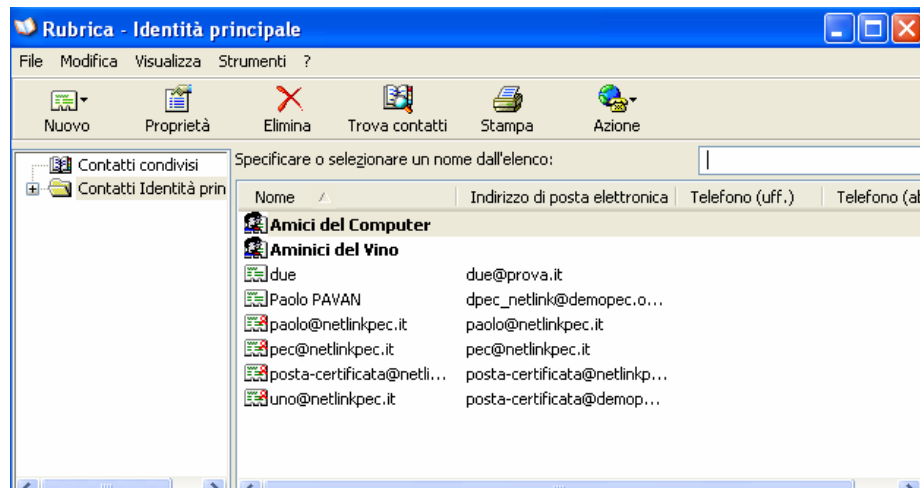 Rubrica - Identità principale
File Modifica Visualizza Strumenti ?
Nuovo Proprietà Elimina Trova contatti Stampa Azione
Contatti condivisi
Contatti Identità prin
Specificare o selezionare un nome dall'elenco:
Nome Indirizzo di posta elettronica Telefono (uff.) Telefono (al
Amici del Computer
Aminici del Vino
due due@prova.it
Paolo PAVAN dpec_netlink@demopec.o...
paolo@netlinkpec.it paolo@netlinkpec.it
pec@netlinkpec.it pec@netlinkpec.it
posta-certificata@netli... posta-certificata@netlinkp...
uno@netlinkpec.it posta-certificata@demop...